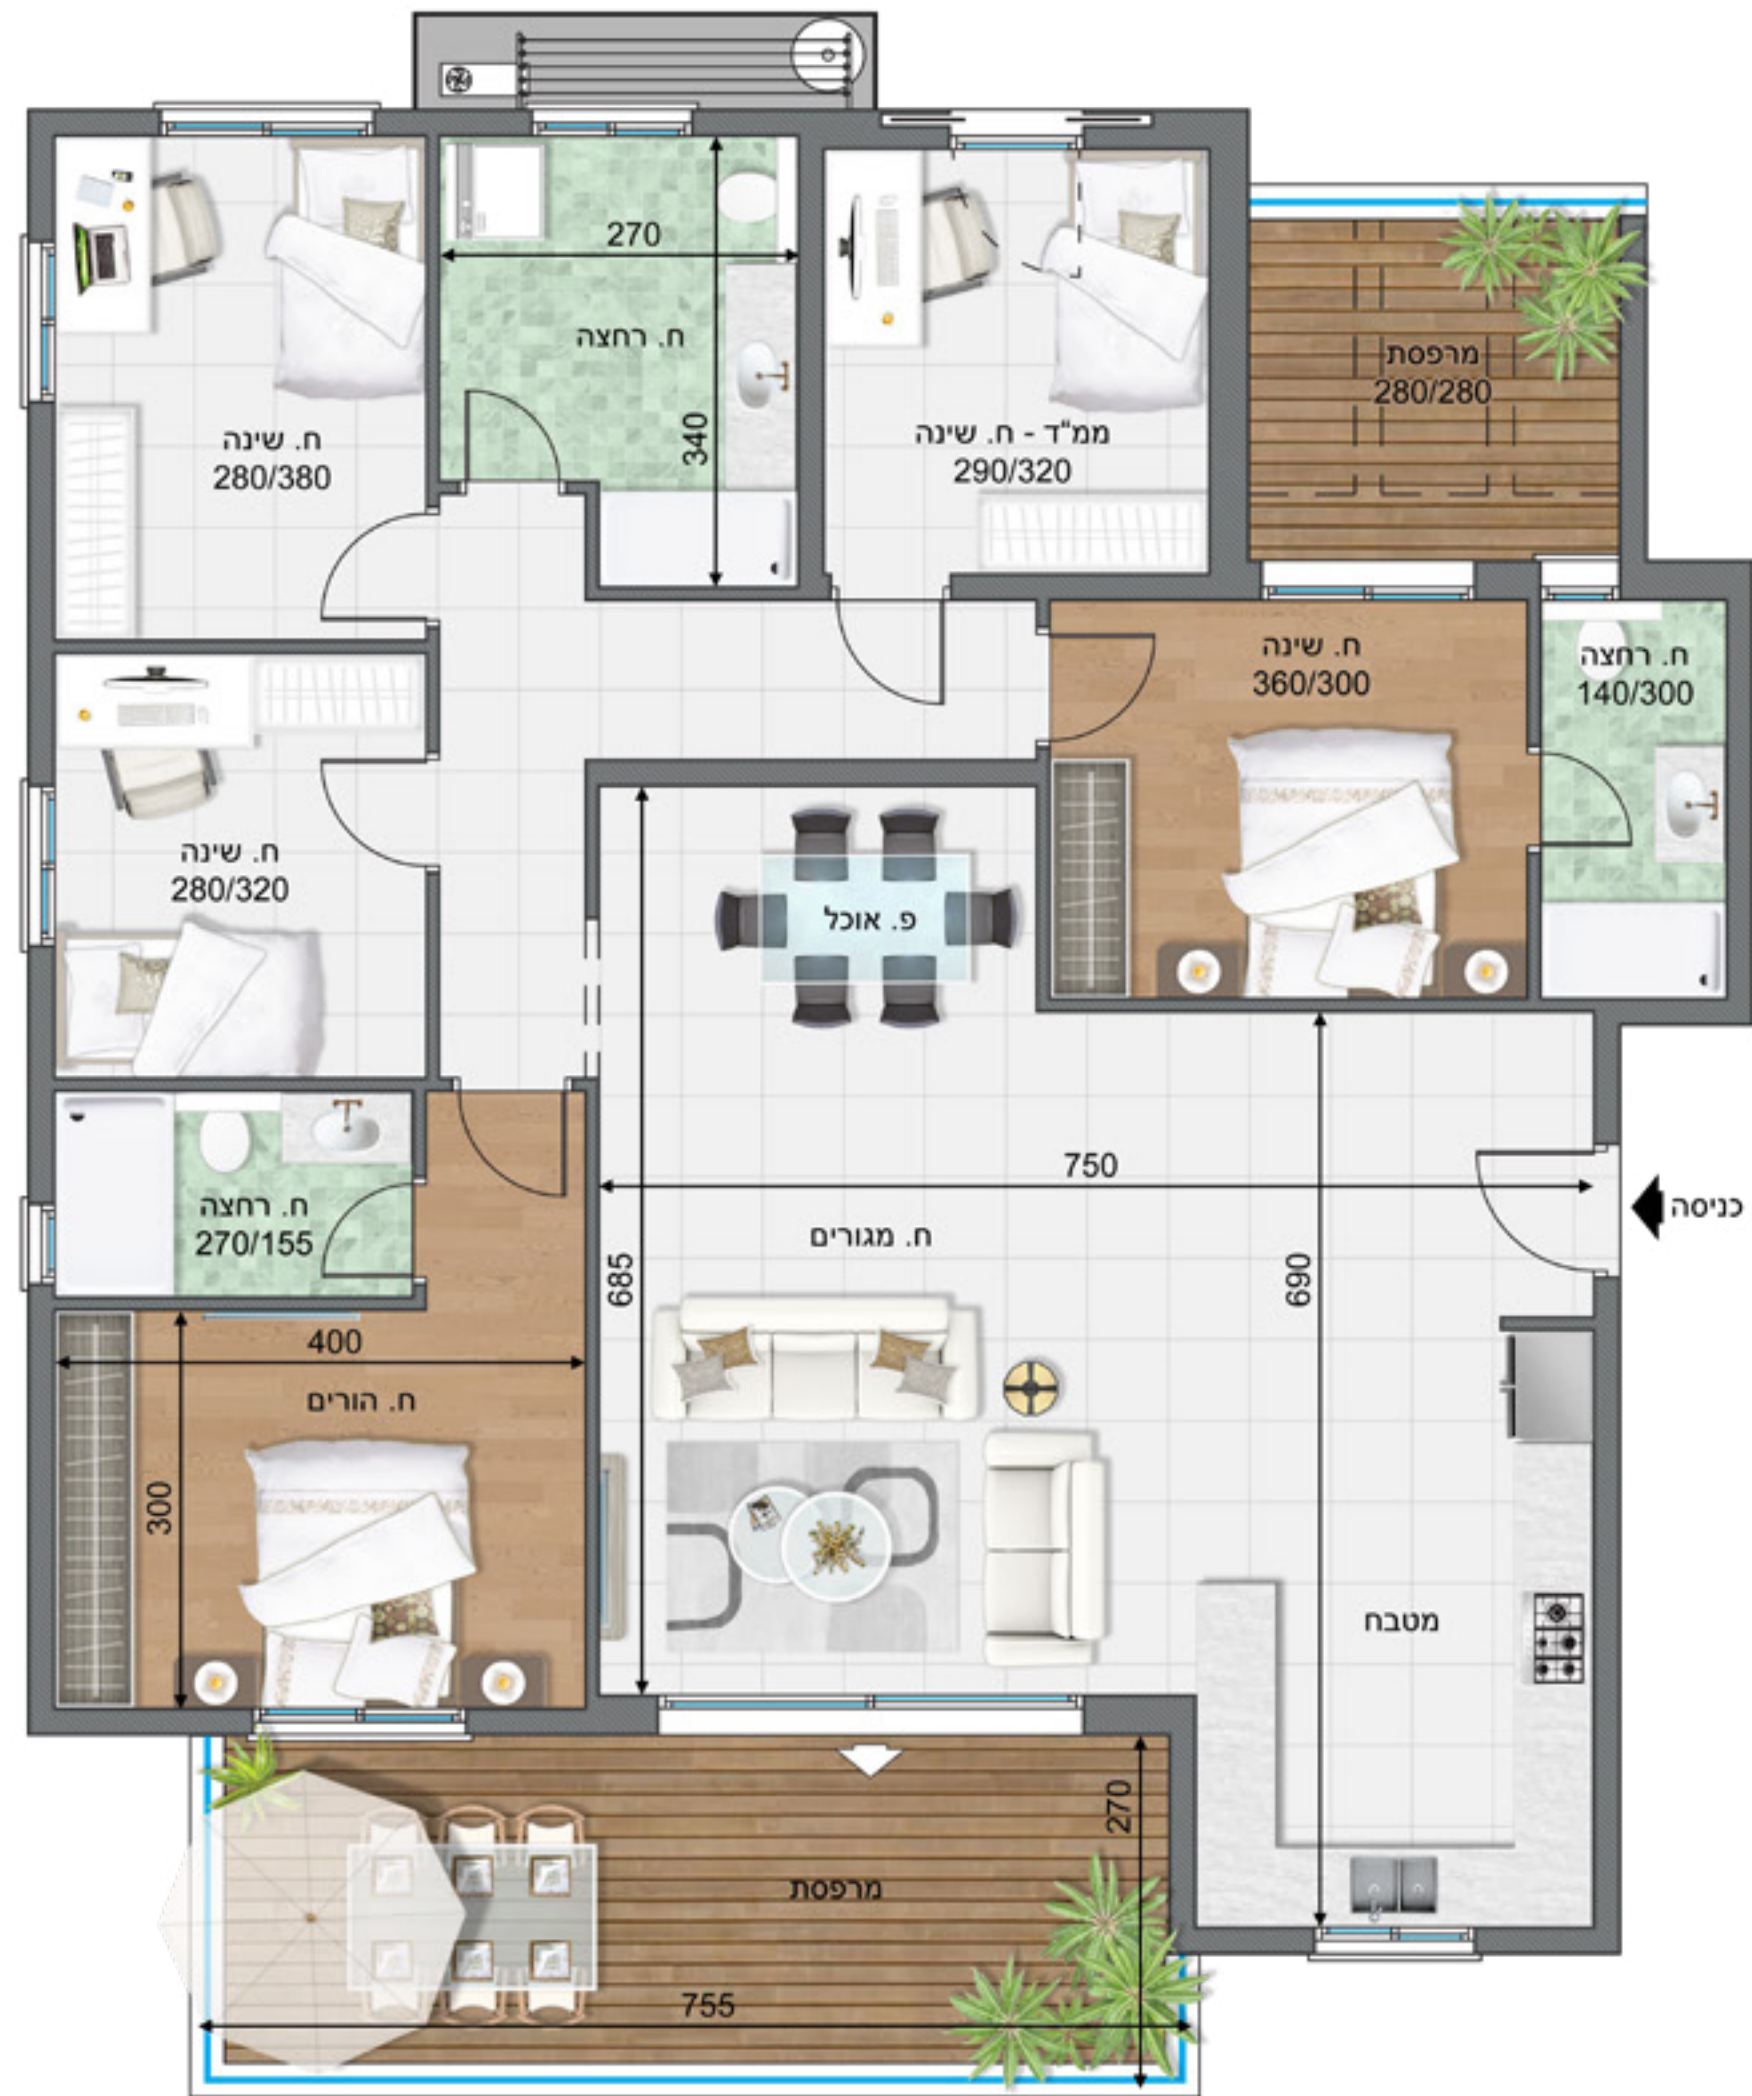 270
ח. רחצה
340
ח. שינה
280/380
ממ"ד - ח. שינה
290/320
מרפסת
280/280
ח. שינה
360/300
ח. רחצה
140/300
ח. שינה
280/320
פ. אוכל
750
כניסה
ח. רחצה
270/155
ח. מגורים
685
690
400
ח. הורים
300
מטבח
270
מרפסת
755